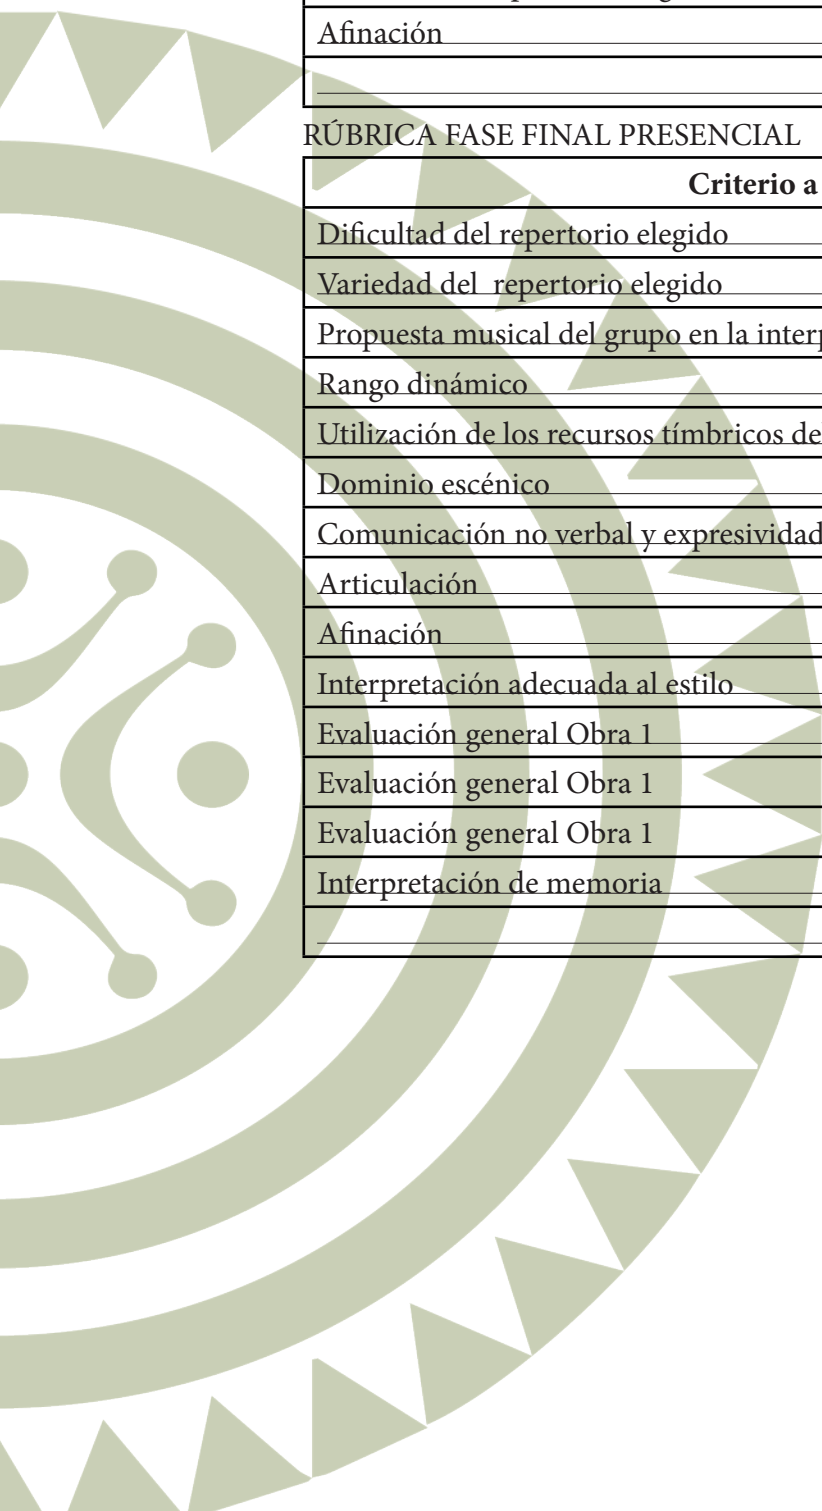 Afinación
RÚBRICA FASE FINAL PRESENCIAL
Criterio a
Dificultad del repertorio elegido
Variedad del repertorio elegido
Propuesta musical del grupo en la
Rango dinámico
Utilización de los recursos tímbricos
Dominio escénico
Comunicación no verbal y expresividad
Articulación
Afinación
Interpretación adecuada al estilo
Evaluación general Obra 1
Evaluación general Obra 1
Evaluación general Obra 1
Interpretación de memoria